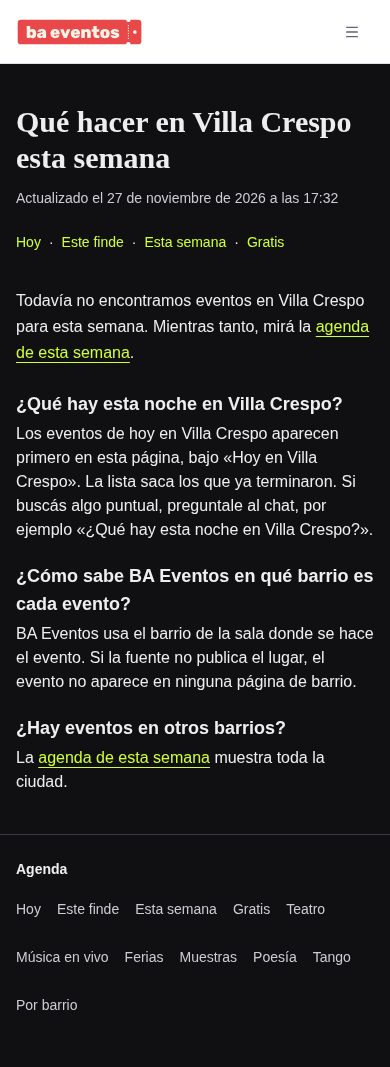 ba eventos
Qué hacer en Villa Crespo
esta semana
Actualizado el 27 de noviembre de 2026 a las 17:32
Hoy · Este finde · Esta semana · Gratis
Todavía no encontramos eventos en Villa Crespo
para esta semana. Mientras tanto, mirá la agenda
de esta semana.
¿Qué hay esta noche en Villa Crespo?
Los eventos de hoy en Villa Crespo aparecen
primero en esta página, bajo «Hoy en Villa
Crespo». La lista saca los que ya terminaron. Si
buscás algo puntual, preguntale al chat, por
ejemplo «¿Qué hay esta noche en Villa Crespo?».
¿Cómo sabe BA Eventos en qué barrio es
cada evento?
BA Eventos usa el barrio de la sala donde se hace
el evento. Si la fuente no publica el lugar, el
evento no aparece en ninguna página de barrio.
¿Hay eventos en otros barrios?
La agenda de esta semana muestra toda la
ciudad.
Agenda
Hoy Este finde Esta semana Gratis Teatro
Música en vivo Ferias Muestras Poesía Tango
Por barrio